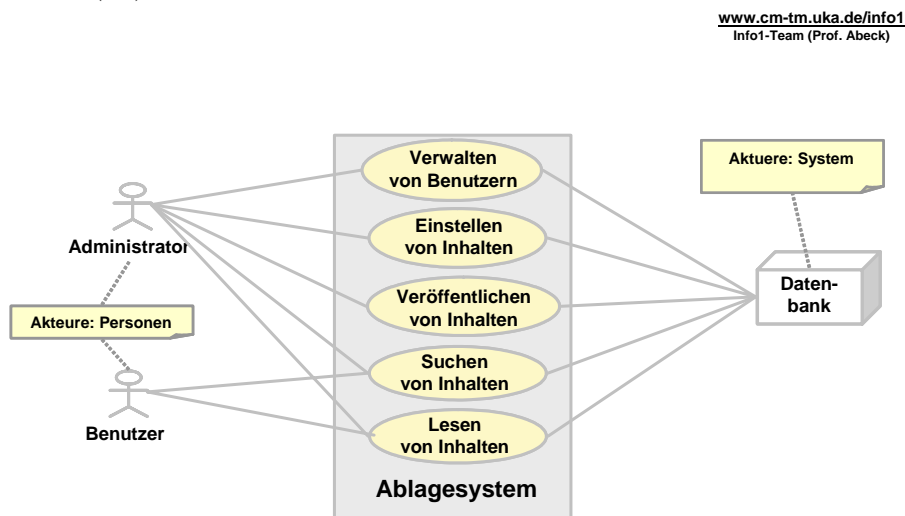 www.cm-tm.uka.de/info1
Info1-Team (Prof. Abeck)
Verwalten
von Benutzern
Aktuere: System
Einstellen
von Inhalten
Administrator
Daten-
bank
Veröffentlichen
von Inhalten
Akteure: Personen
Suchen
von Inhalten
Benutzer
Lesen
von Inhalten
Ablagesystem